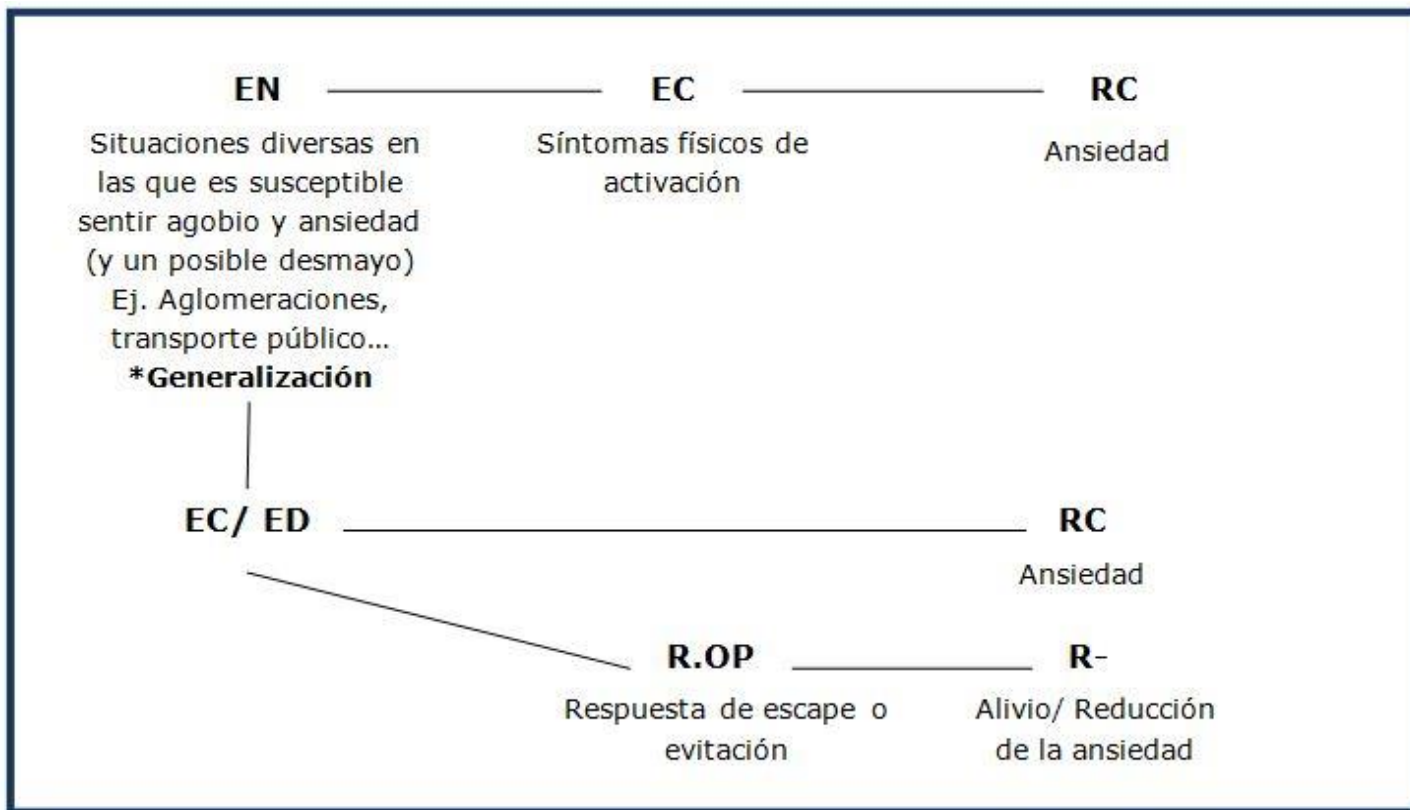 EN EC RC
Situaciones diversas en
las que es susceptible
sentir agobio y ansiedad
(y un posible desmayo)
Ej. Aglomeraciones,
transporte público...
*Generalización
Síntomas físicos de
activación
Ansiedad
EC/ ED RC
Ansiedad
R.OP R-
Respuesta de escape o
evitación
Alivio/ Reducción
de la ansiedad